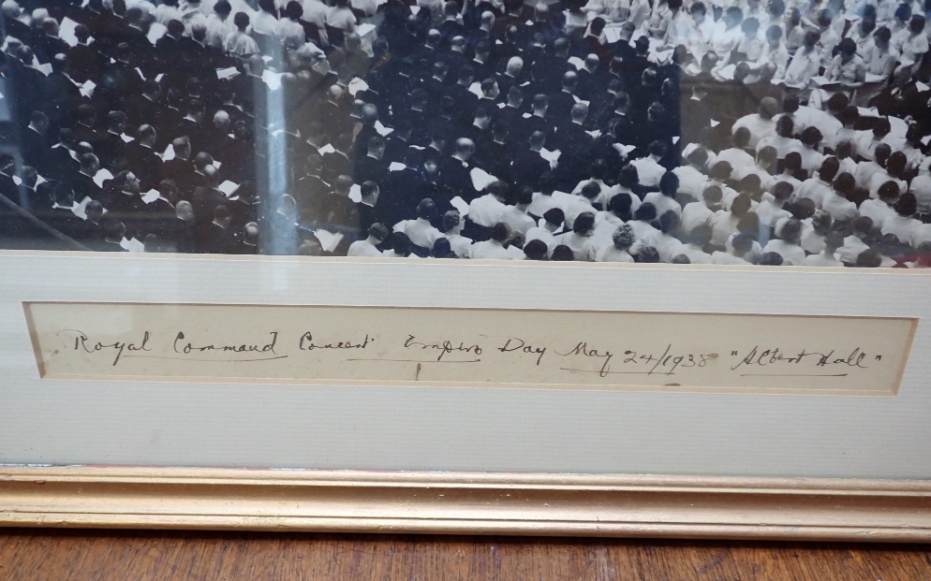 Royal Command Concert Empire Day May 24/1938 "Albert Hall"